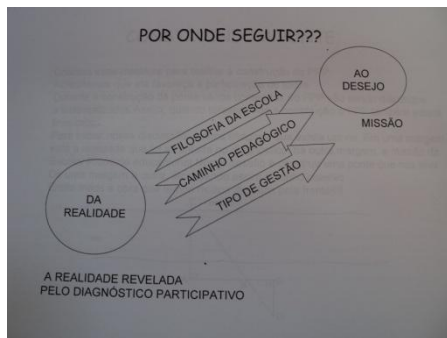 POR ONDE SEGUIR???
AO
DESEJO
MISSÃO
FILOSOFIA DA ESCOLA
CAMINHO PEDAGÓGICO
TIPO DE GESTÃO
DA
REALIDADE
A REALIDADE REVELADA
PELO DIAGNÓSTICO PARTICIPATIVO